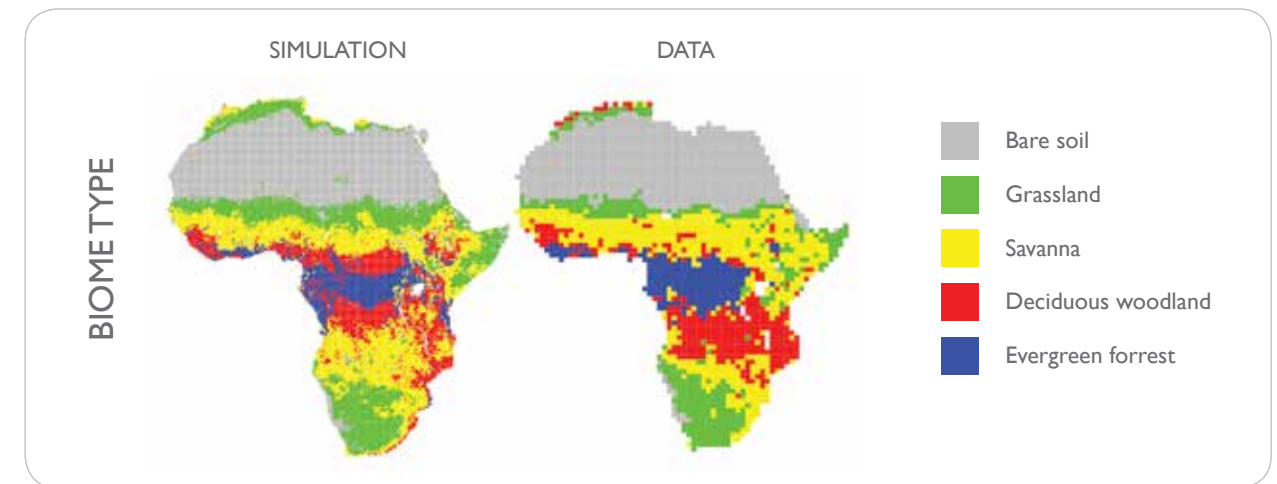 SIMULATION
DATA
BIOME TYPE
Bare soil
Grassland
Savanna
Deciduous woodland
Evergreen forrest